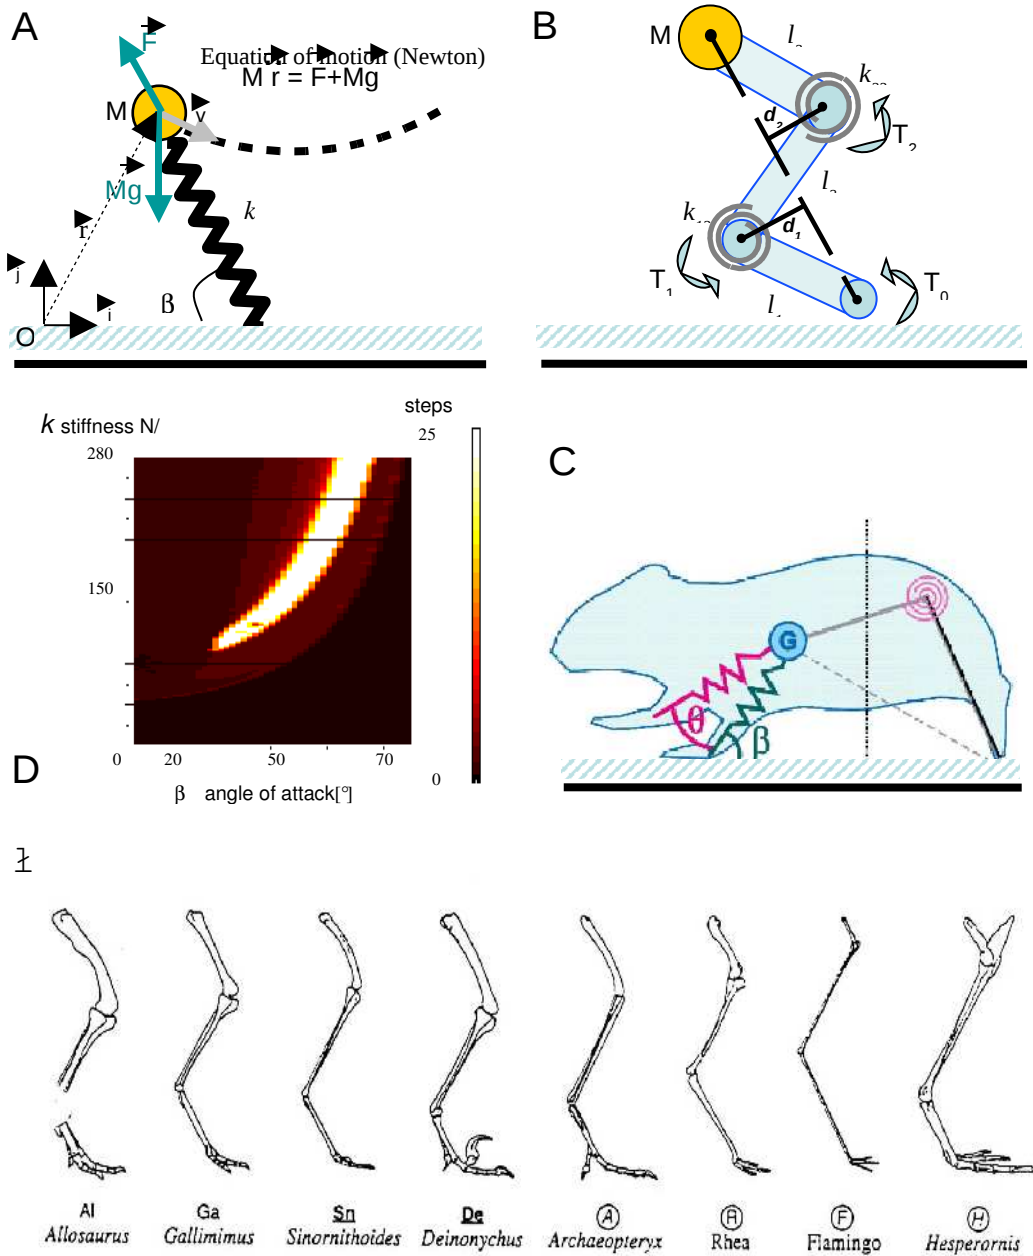 A
F
Equation of motion (Newton)
M r = F+Mg
M
v
Mg
k
r
j
β
i
O
B
M
k
d₂
T₂
l
k
d₁
T₁
T₀
l
steps
k stiffness N/
25
280
150
0 20 50 70
0
β angle of attack[°]
C
G
θ
β
D
Al Ga Sn De A R F H
Allosaurus Gallimimus Sinornithoides Deinonychus Archaeopteryx Rhea Flamingo Hesperornis